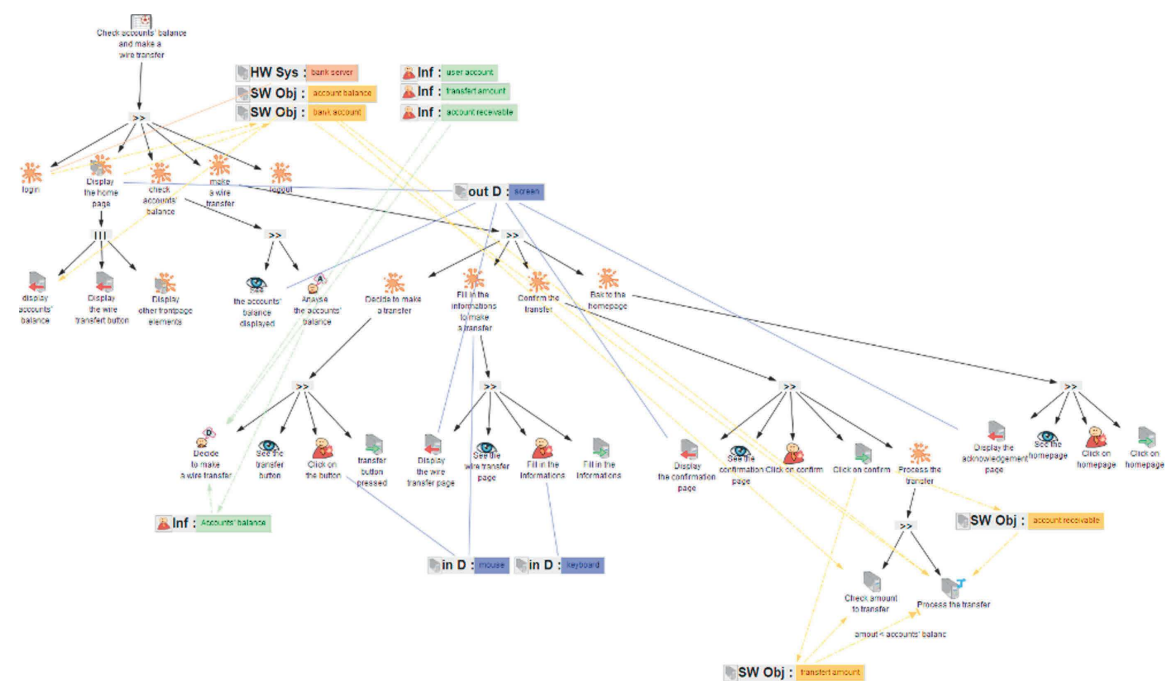 Check accounts' balance
and make a
wire transfer
HW Sys : bank server
SW Obj : account balance
SW Obj : bank account
Inf : user account
Inf : transfert amount
Inf : account receivable
>>
login
Display
the home
page
check
accounts'
balance
make
a wire
transfer
logout
out D : screen
|||
>>
>>
display
accounts'
balance
Display
the wire
transfert button
Display
other frontpage
elements
See
the accounts'
balance
displayed
Anayse
the accounts'
balance
Decide to make
a transfer
Fill in the
informations
to make
a transfer
Confirm the
transfer
Bak to the
homepage
>>
>>
>>
>>
Decide
to make
a wire transfer
See the
transfer
button
Click on
the button
transfer
button
pressed
Display
the wire
transfer page
See the
wire transfer
page
Fill in the
Informations
Fill in the
informations
Display
the confirmation
page
See the
confirmation
page
Click on confirm
Click on confirm
Process the
transfer
Display the
acknowledgement
page
See the
homepage
Click on
homepage
Click on
homepage
Inf : Accounts' balance
SW Obj : account receivable
>>
in D : mouse
in D : keyboard
Check amount
to transfer
Process the transfer
amout < accounts' balanc
SW Obj : transfert amount